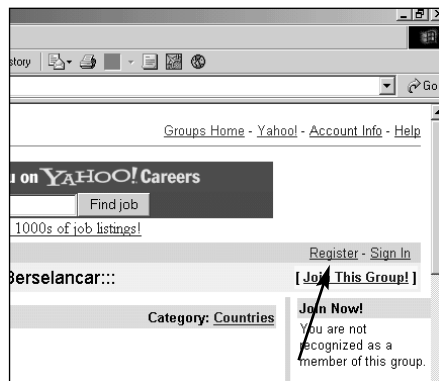 story
Go
Groups Home - Yahoo! - Account Info - Help
u on YAHOO! Careers
Find job
1000s of job listings!
Register - Sign In
Berselancar:::
[ Join This Group! ]
Category: Countries
Join Now!
You are not
recognized as a
member of this group.